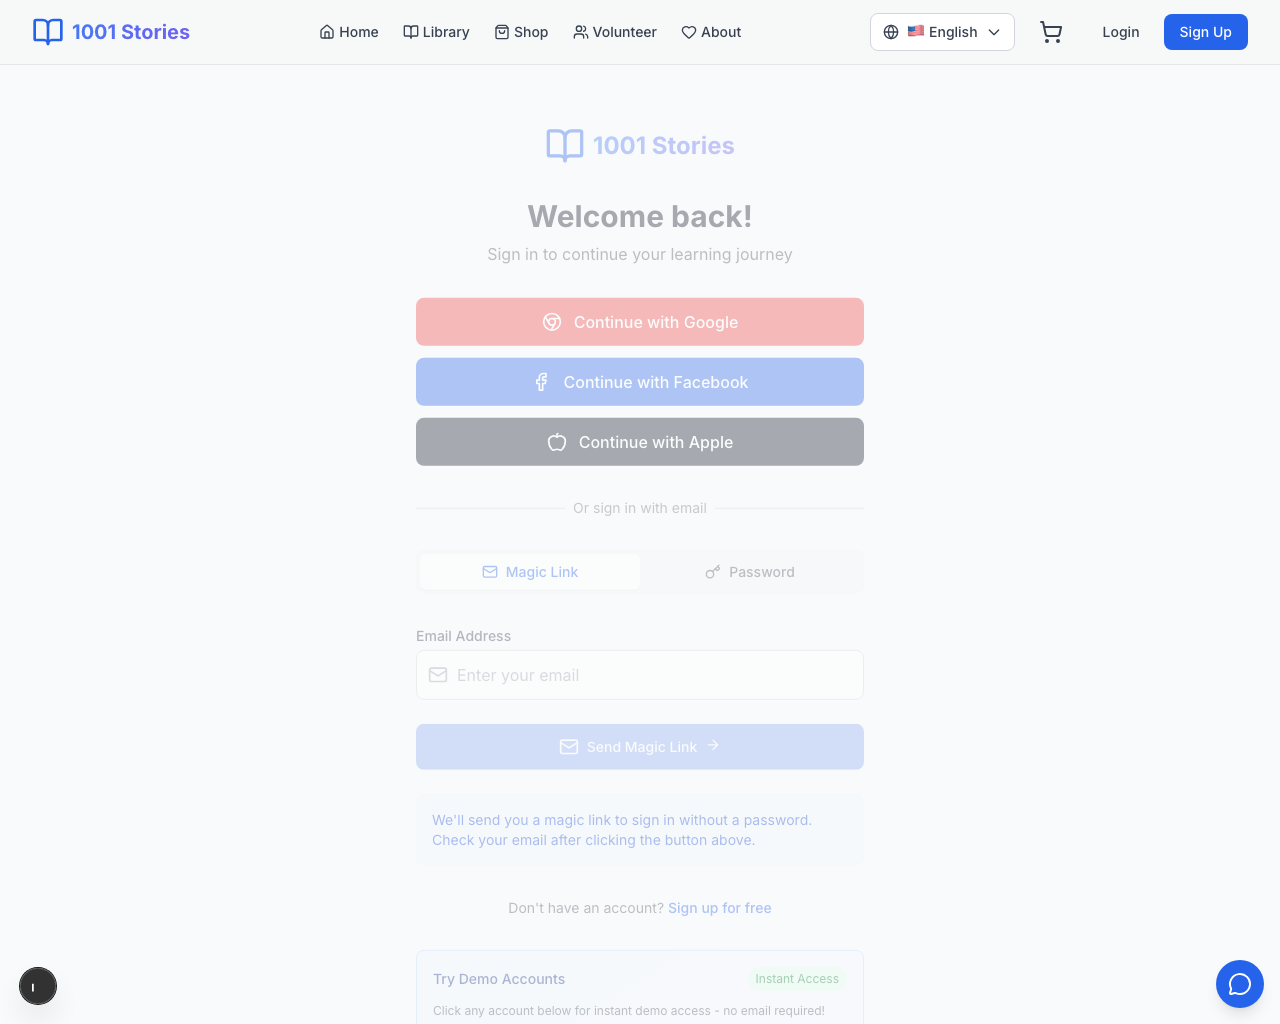 1001 Stories
Home
Library
Shop
Volunteer
About
English
Login
Sign Up
1001 Stories
Welcome back!
Sign in to continue your learning journey
Continue with Google
Continue with Facebook
Continue with Apple
Or sign in with email
Magic Link
Password
Email Address
Enter your email
Send Magic Link
We'll send you a magic link to sign in without a password.
Check your email after clicking the button above.
Don't have an account? Sign up for free
Try Demo Accounts
Instant Access
Click any account below for instant demo access - no email required!